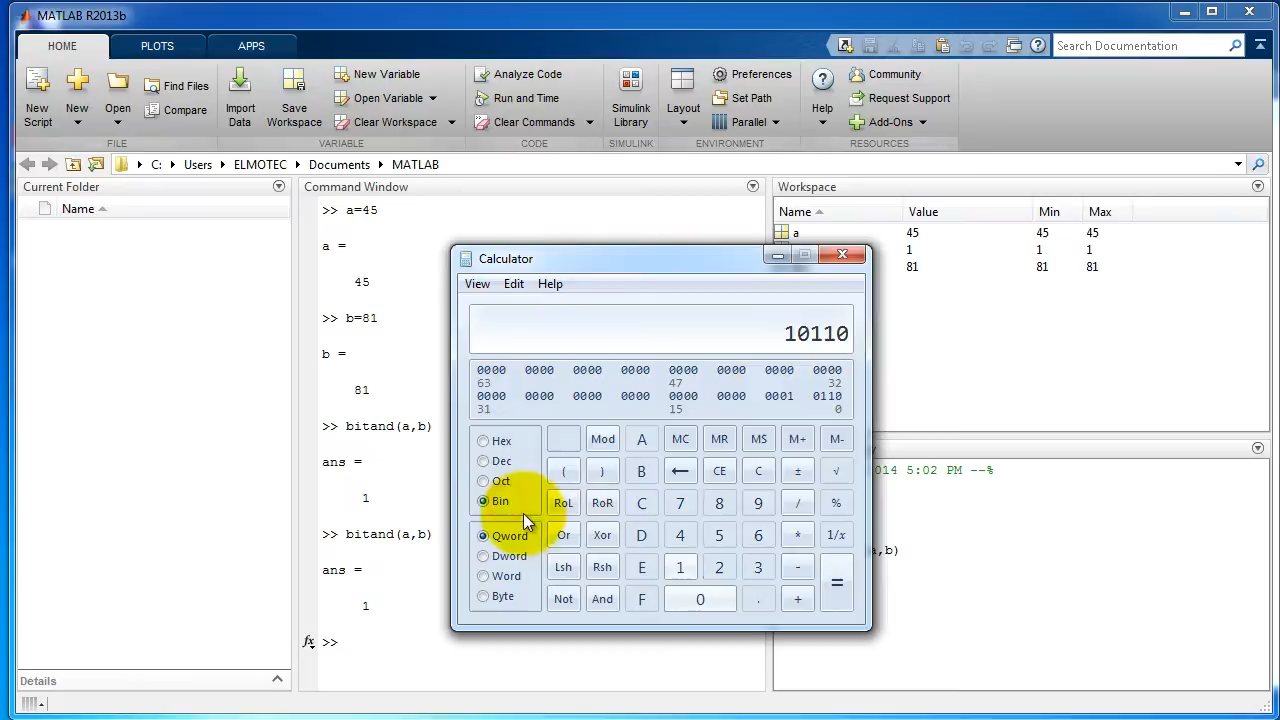 MATLAB R2013b
HOME PLOTS APPS
Search Documentation
New Script
New
Open
Find Files
Compare
Import Data
Save Workspace
New Variable
Open Variable
Clear Workspace
Analyze Code
Run and Time
Clear Commands
Simulink Library
Layout
Preferences
Set Path
Parallel
Help
Community
Request Support
Add-Ons
FILE VARIABLE CODE SIMULINK ENVIRONMENT RESOURCES
C: Users ELMOTEC Documents MATLAB
Current Folder
Name
Details
Command Window
>> a=45
a =
45
>> b=81
b =
81
>> bitand(a,b)
ans =
1
>> bitand(a,b)
ans =
1
fx >>
Workspace
Name Value Min Max
a 45 45 45
1 1 1
81 81 81
014 5:02 PM --%
a,b)
Calculator
View Edit Help
10110
0000 0000 0000 0000 0000 0000 0000 0000
63 47 32
0000 0000 0000 0000 0000 0000 0001 0110
31 15 0
Hex
Dec
Oct
Bin
Qword
Dword
Word
Byte
Mod A MC MR MS M+ M-
( ) B ← CE C ± √
RoL RoR C 7 8 9 / %
Or Xor D 4 5 6 * 1/x
Lsh Rsh E 1 2 3 - =
Not And F 0 . +